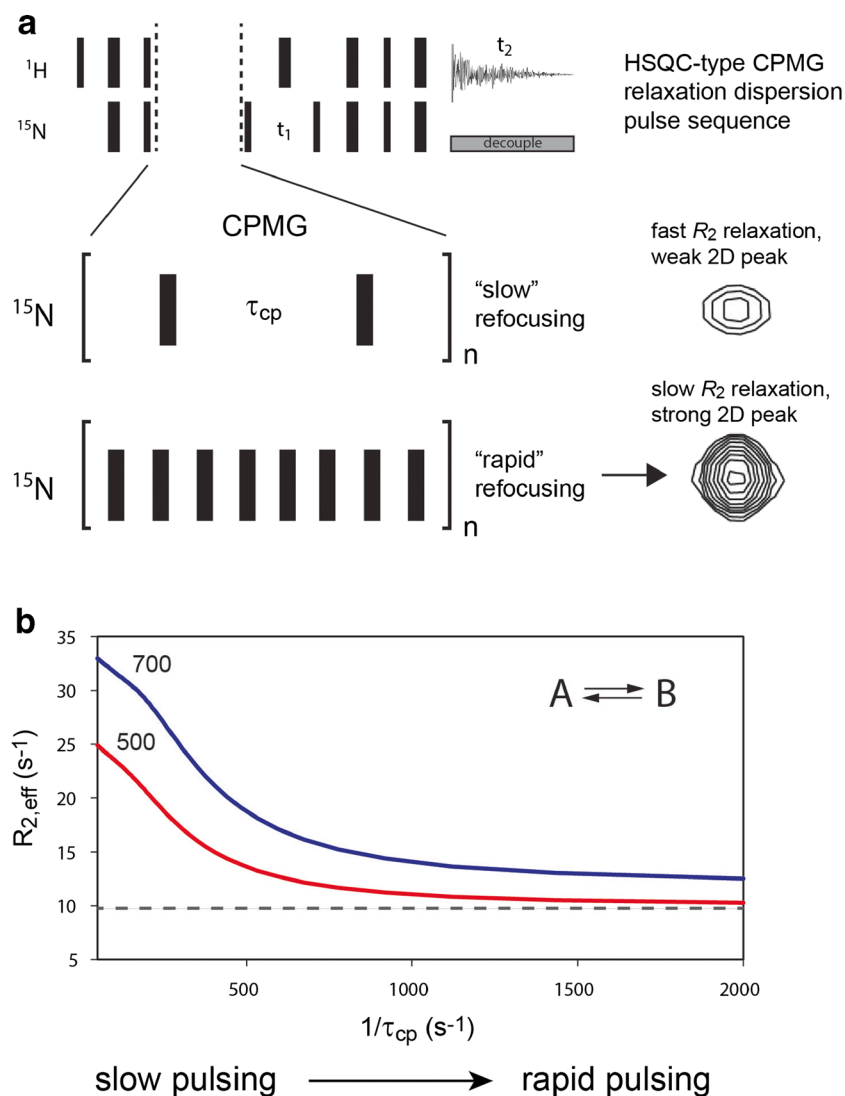 a
¹H
t₂
HSQC-type CPMG
relaxation dispersion
pulse sequence
¹⁵N
t₁
decouple
CPMG
fast R₂ relaxation,
weak 2D peak
¹⁵N
τcp
"slow"
refocusing
n
slow R₂ relaxation,
strong 2D peak
¹⁵N
"rapid"
refocusing
n
b
35
30
25
20
15
10
5
R₂,eff (s⁻¹)
700
500
A ⇌ B
500
1000
1500
2000
1/τcp (s⁻¹)
slow pulsing → rapid pulsing